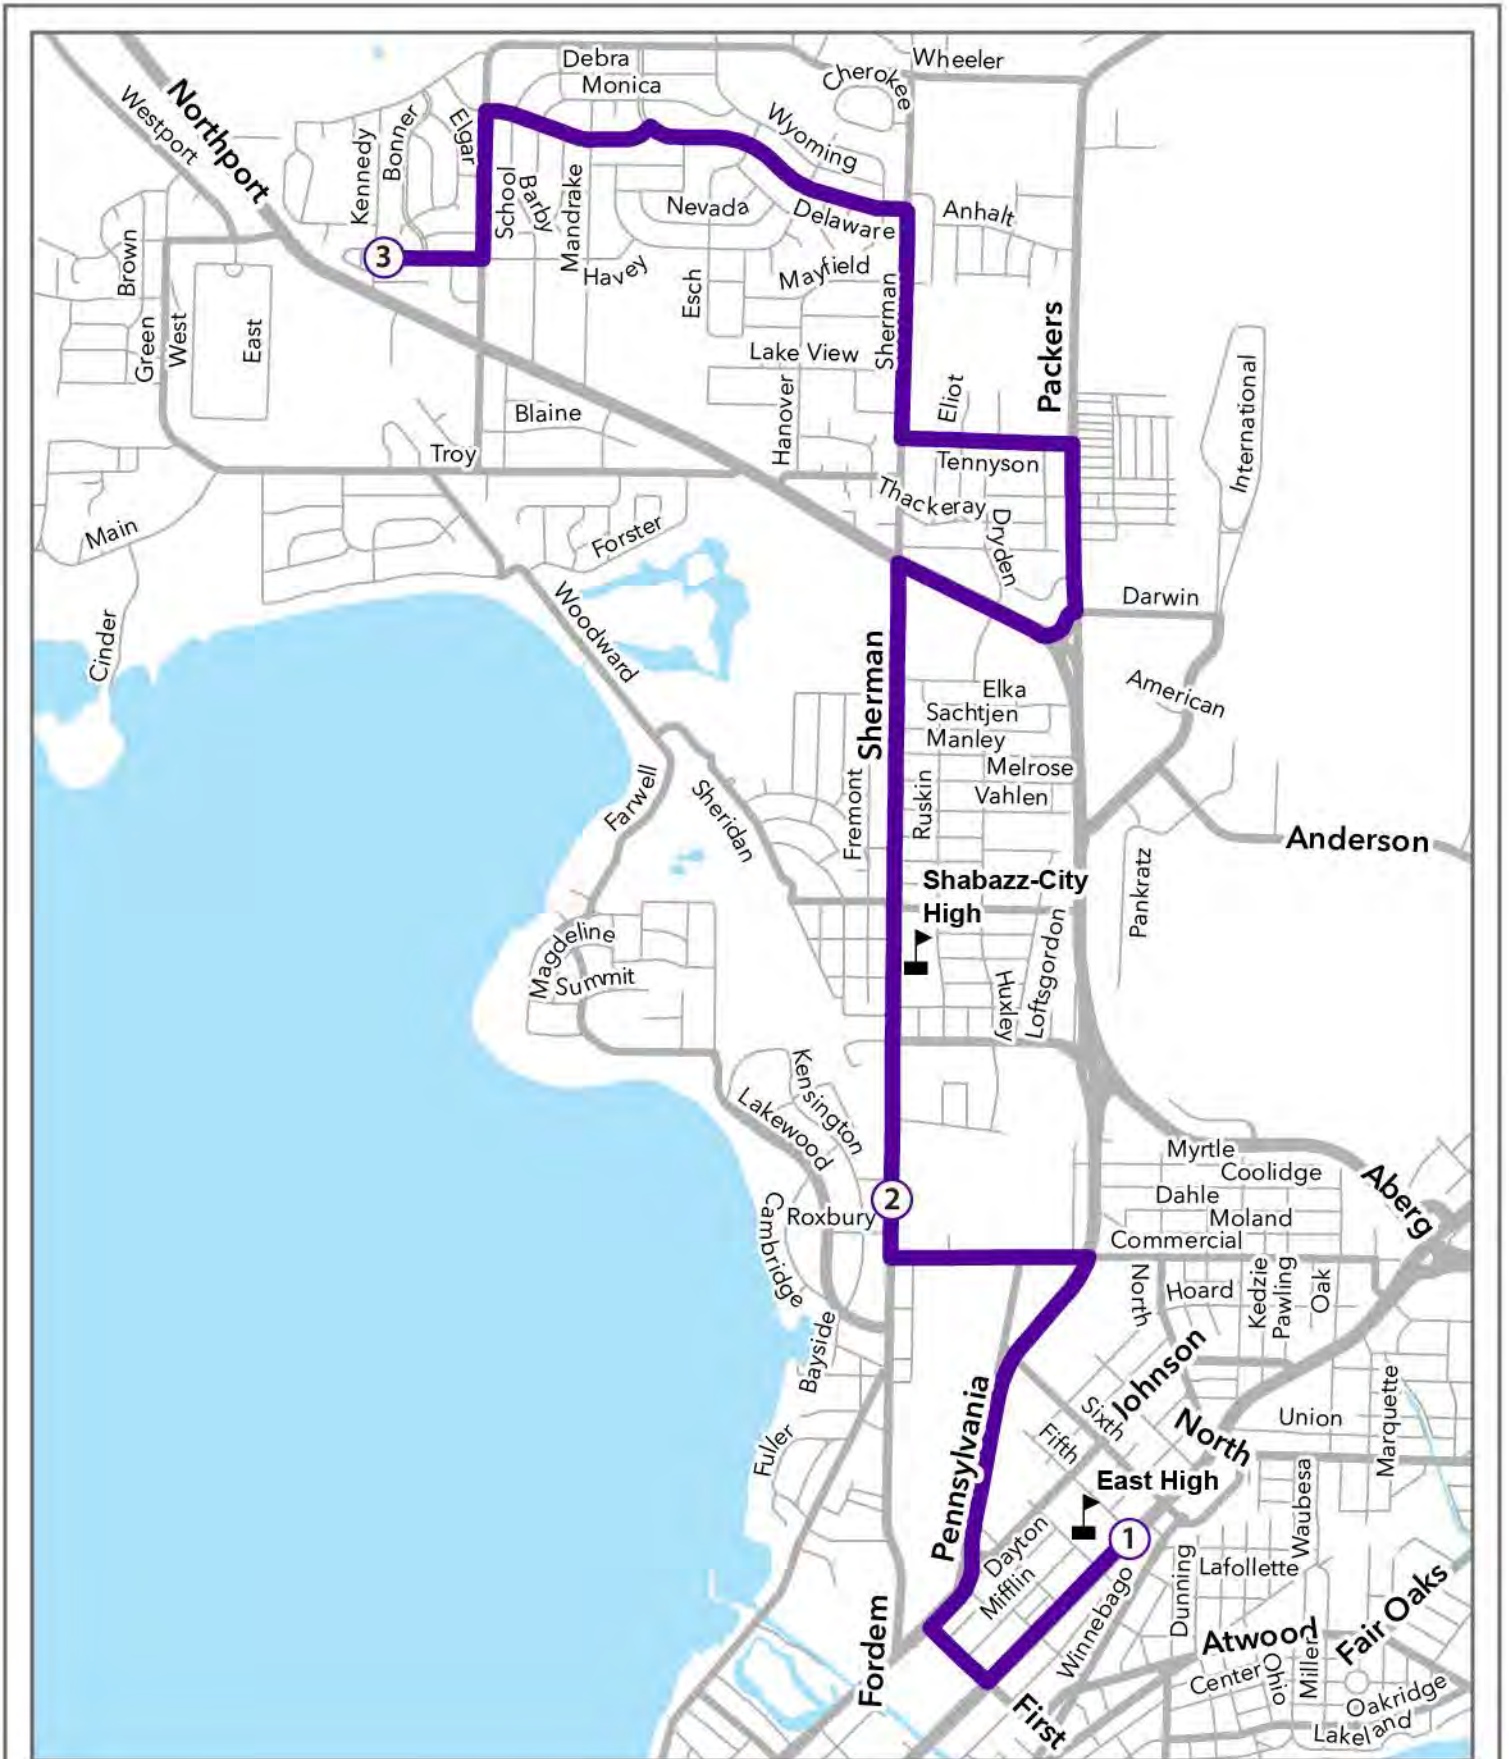 Debra
Wheeler
Monica
Cherokee
Northport
Westport
Wyoming
Elgar
Bonner
Kennedy
School
Barby
Mandrake
Nevada
Delaware
Anhalt
3
Brown
Havey
Mayfield
Esch
Sherman
Green
West
East
Lake View
Packers
International
Hanover
Eliot
Blaine
Troy
Tennyson
Thackeray
Dryden
Main
Forster
Darwin
Cinder
Woodward
Sherman
Elka
American
Sachtjen
Manley
Melrose
Vahlen
Farwell
Sheridan
Fremont
Ruskin
Anderson
Pankratz
Shabazz-City
High
Magdeline
Summit
Huxley
Loftsgordon
Kensington
Lakewood
Myrtle
Coolidge
Aberg
Dahle
Moland
2
Roxbury
Cambridge
Commercial
North
Hoard
Kedzie
Pawling
Oak
Bayside
Johnson
Pennsylvania
Sixth
Fifth
North
Union
Marquette
Fuller
East High
1
Waubesa
Dayton
Mifflin
Winnebago
Dunning
Lafollette
Fair Oaks
Fordem
Atwood
Center
Ohio
Miller
Oakridge
Lakeland
First